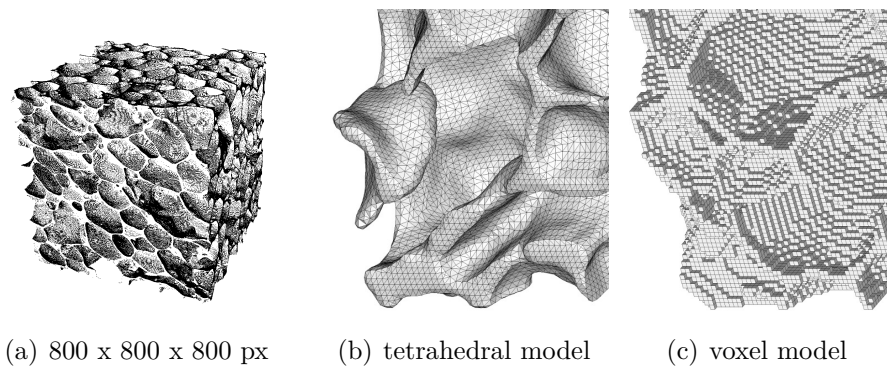 (a) 800 x 800 x 800 px
(b) tetrahedral model
(c) voxel model